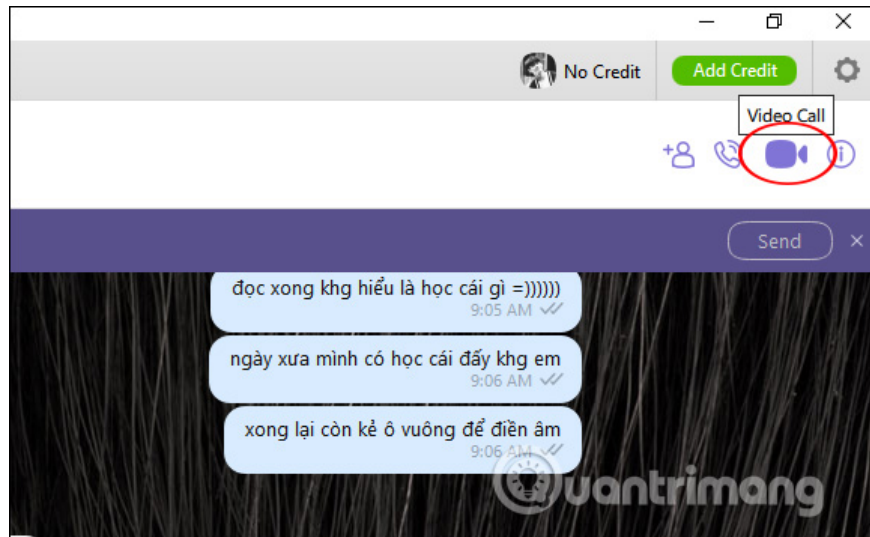 No Credit
Add Credit
Video Call
Send
đọc xong khg hiểu là học cái gì =))))))
9:05 AM
ngày xưa mình có học cái đấy khg em
9:06 AM
xong lại còn kẻ ô vuông để điền âm
9:06 AM
Quantrimang